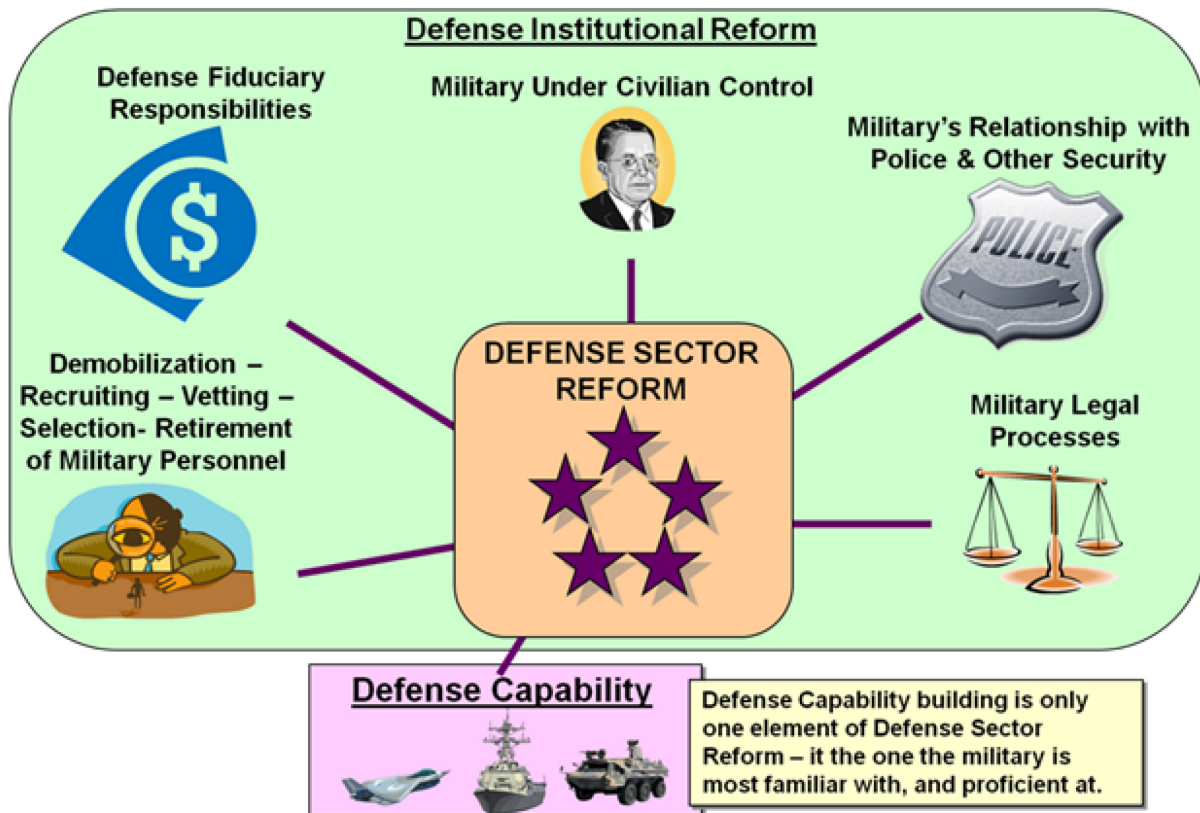 Defense Institutional Reform
Defense Fiduciary
Responsibilities
Military Under Civilian Control
Military's Relationship with
Police & Other Security
POLICE
Demobilization –
Recruiting – Vetting –
Selection- Retirement
of Military Personnel
DEFENSE SECTOR
REFORM
Military Legal
Processes
$
Defense Capability
Defense Capability building is only
one element of Defense Sector
Reform – it the one the military is
most familiar with, and proficient at.